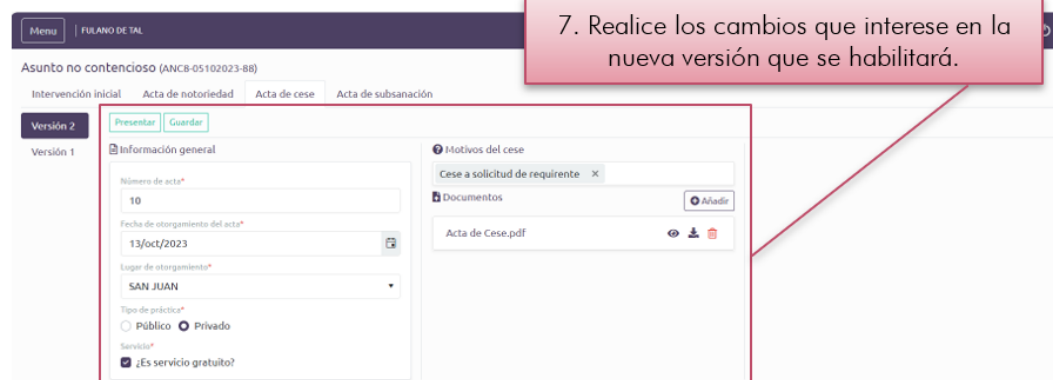 7. Realice los cambios que interese en la
nueva versión que se habilitará.
Menu FULANO DE TAL
Asunto no contencioso (ANCB-05102023-88)
Intervención inicial Acta de notoriedad Acta de cese Acta de subsanación
Versión 2
Versión 1
Presentar Guardar
Información general
Número de acta*
10
Fecha de otorgamiento del acta*
13/oct/2023
Lugar de otorgamiento*
SAN JUAN
Tipo de práctica*
Público Privado
Servicio*
¿Es servicio gratuito?
Motivos del cese
Cese a solicitud de requirente ×
Documentos
Añadir
Acta de Cese.pdf